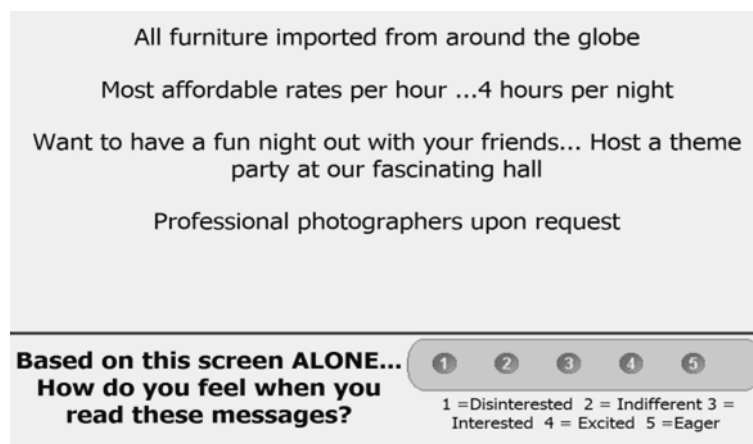 All furniture imported from around the globe
Most affordable rates per hour ...4 hours per night
Want to have a fun night out with your friends... Host a theme
party at our fascinating hall
Professional photographers upon request
Based on this screen ALONE...
How do you feel when you
read these messages?
1 2 3 4 5
1 =Disinterested 2 = Indifferent 3 =
Interested 4 = Excited 5 =Eager